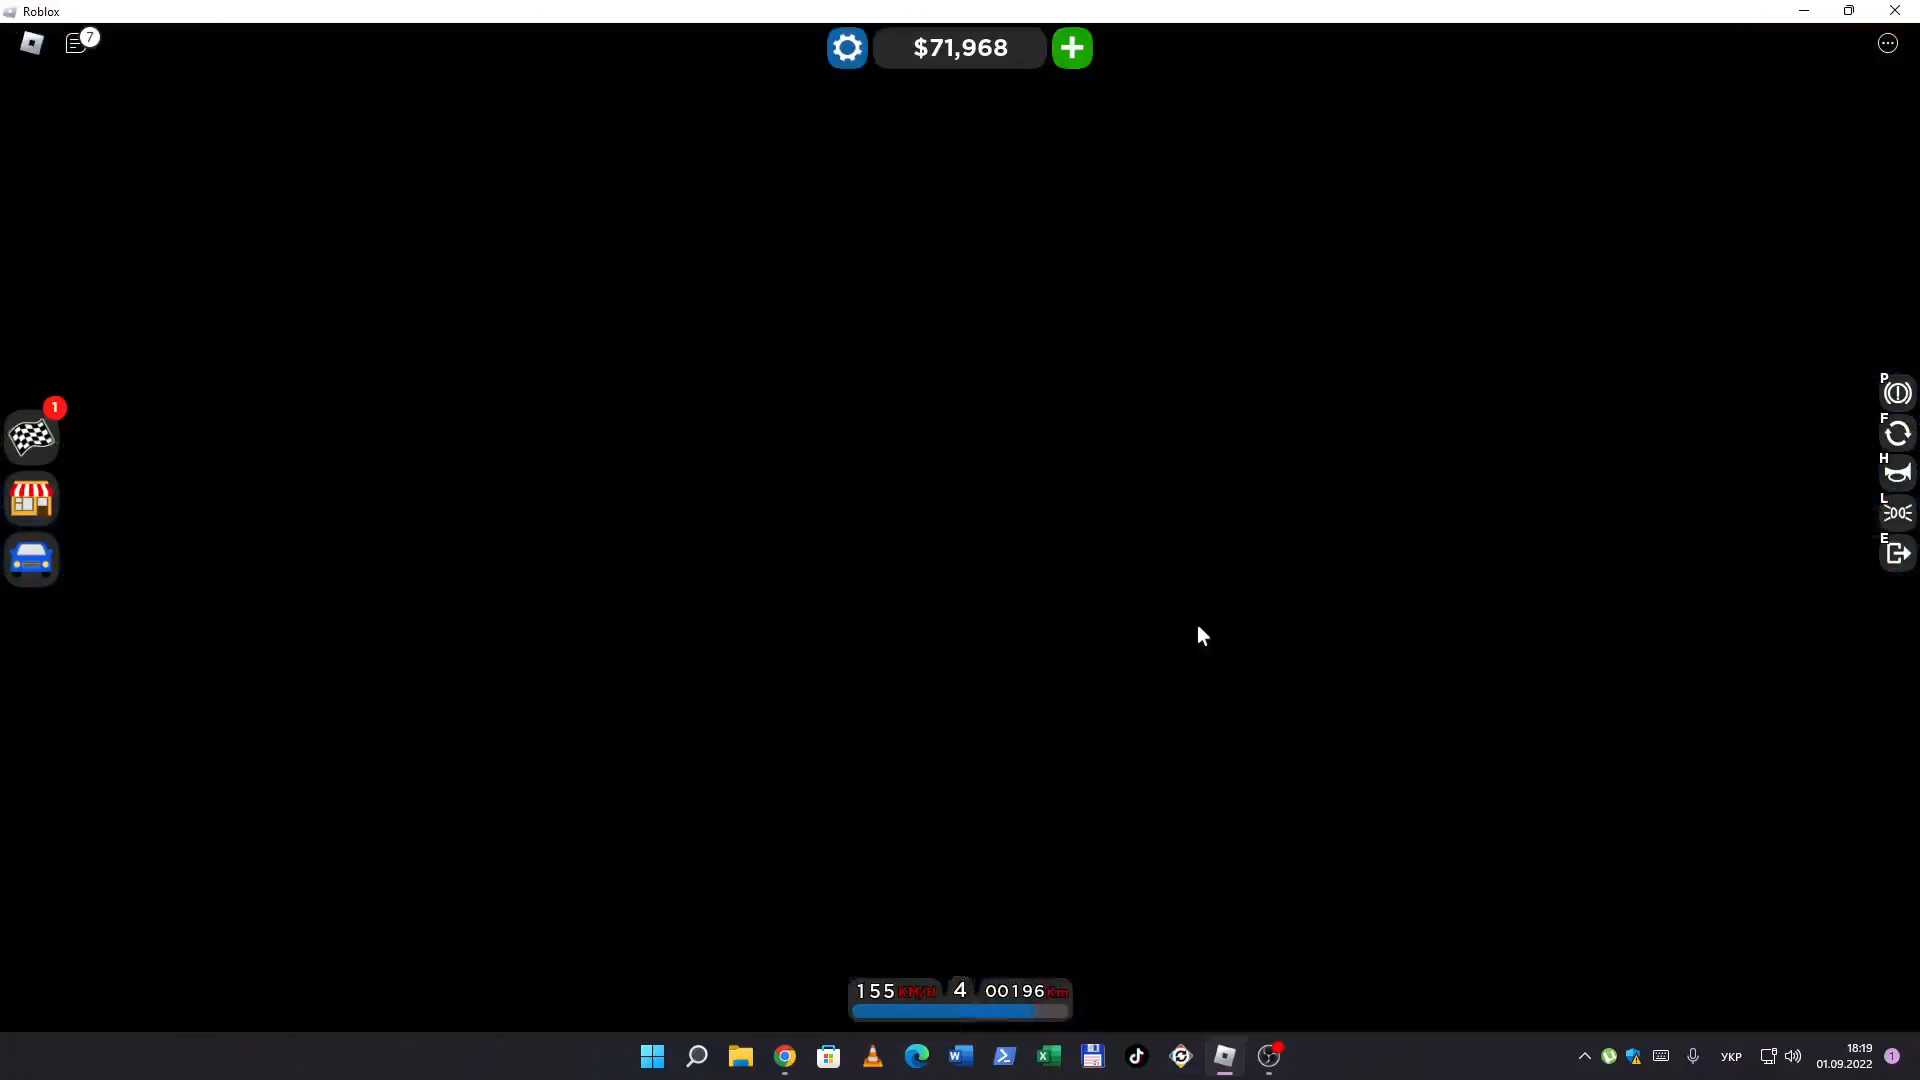 Roblox
7
$71,968
1
P
F
H
L
E
155 KM/H 4 00196 Km
УКР
18:19
01.09.2022
1